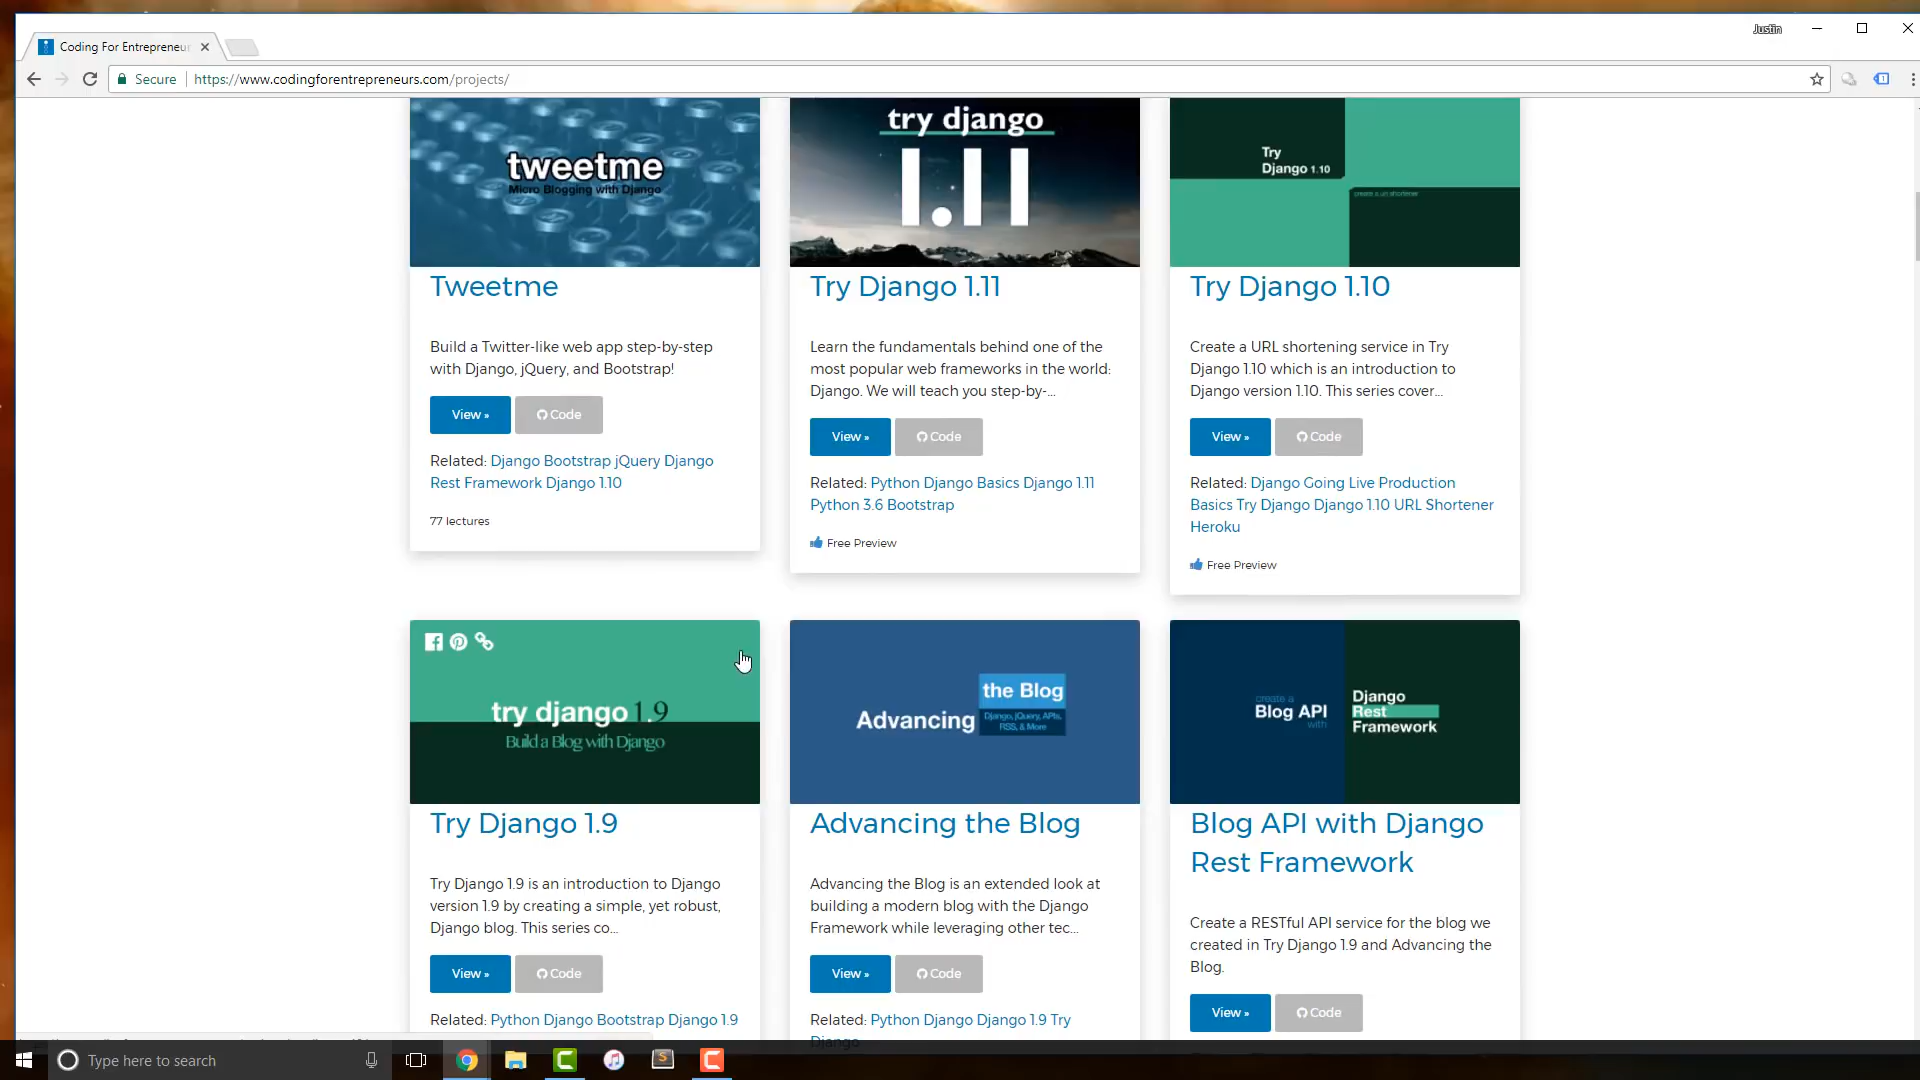 Coding For Entrepreneur
Justin
Secure
https://www.codingforentrepreneurs.com/projects/
tweetme
Micro Blogging with Django
try django
1.11
Try
Django 1.10
create a url shortener
Tweetme
Try Django 1.11
Try Django 1.10
Build a Twitter-like web app step-by-step
with Django, jQuery, and Bootstrap!
View »
Code
Related: Django Bootstrap jQuery Django
Rest Framework Django 1.10
77 lectures
Learn the fundamentals behind one of the
most popular web frameworks in the world:
Django. We will teach you step-by-...
View »
Code
Related: Python Django Basics Django 1.11
Python 3.6 Bootstrap
Free Preview
Create a URL shortening service in Try
Django 1.10 which is an introduction to
Django version 1.10. This series cover...
View »
Code
Related: Django Going Live Production
Basics Try Django Django 1.10 URL Shortener
Heroku
Free Preview
try django 1.9
Build a Blog with Django
Advancing
the Blog
Django, jQuery, APIs,
RSS, & More
create a
Blog API
with
Django
Rest
Framework
Try Django 1.9
Try Django 1.9 is an introduction to Django
version 1.9 by creating a simple, yet robust,
Django blog. This series co...
View »
Code
Related: Python Django Bootstrap Django 1.9
Advancing the Blog
Advancing the Blog is an extended look at
building a modern blog with the Django
Framework while leveraging other tec...
View »
Code
Related: Python Django Django 1.9 Try
Django
Blog API with Django
Rest Framework
Create a RESTful API service for the blog we
created in Try Django 1.9 and Advancing the
Blog.
View »
Code
Type here to search